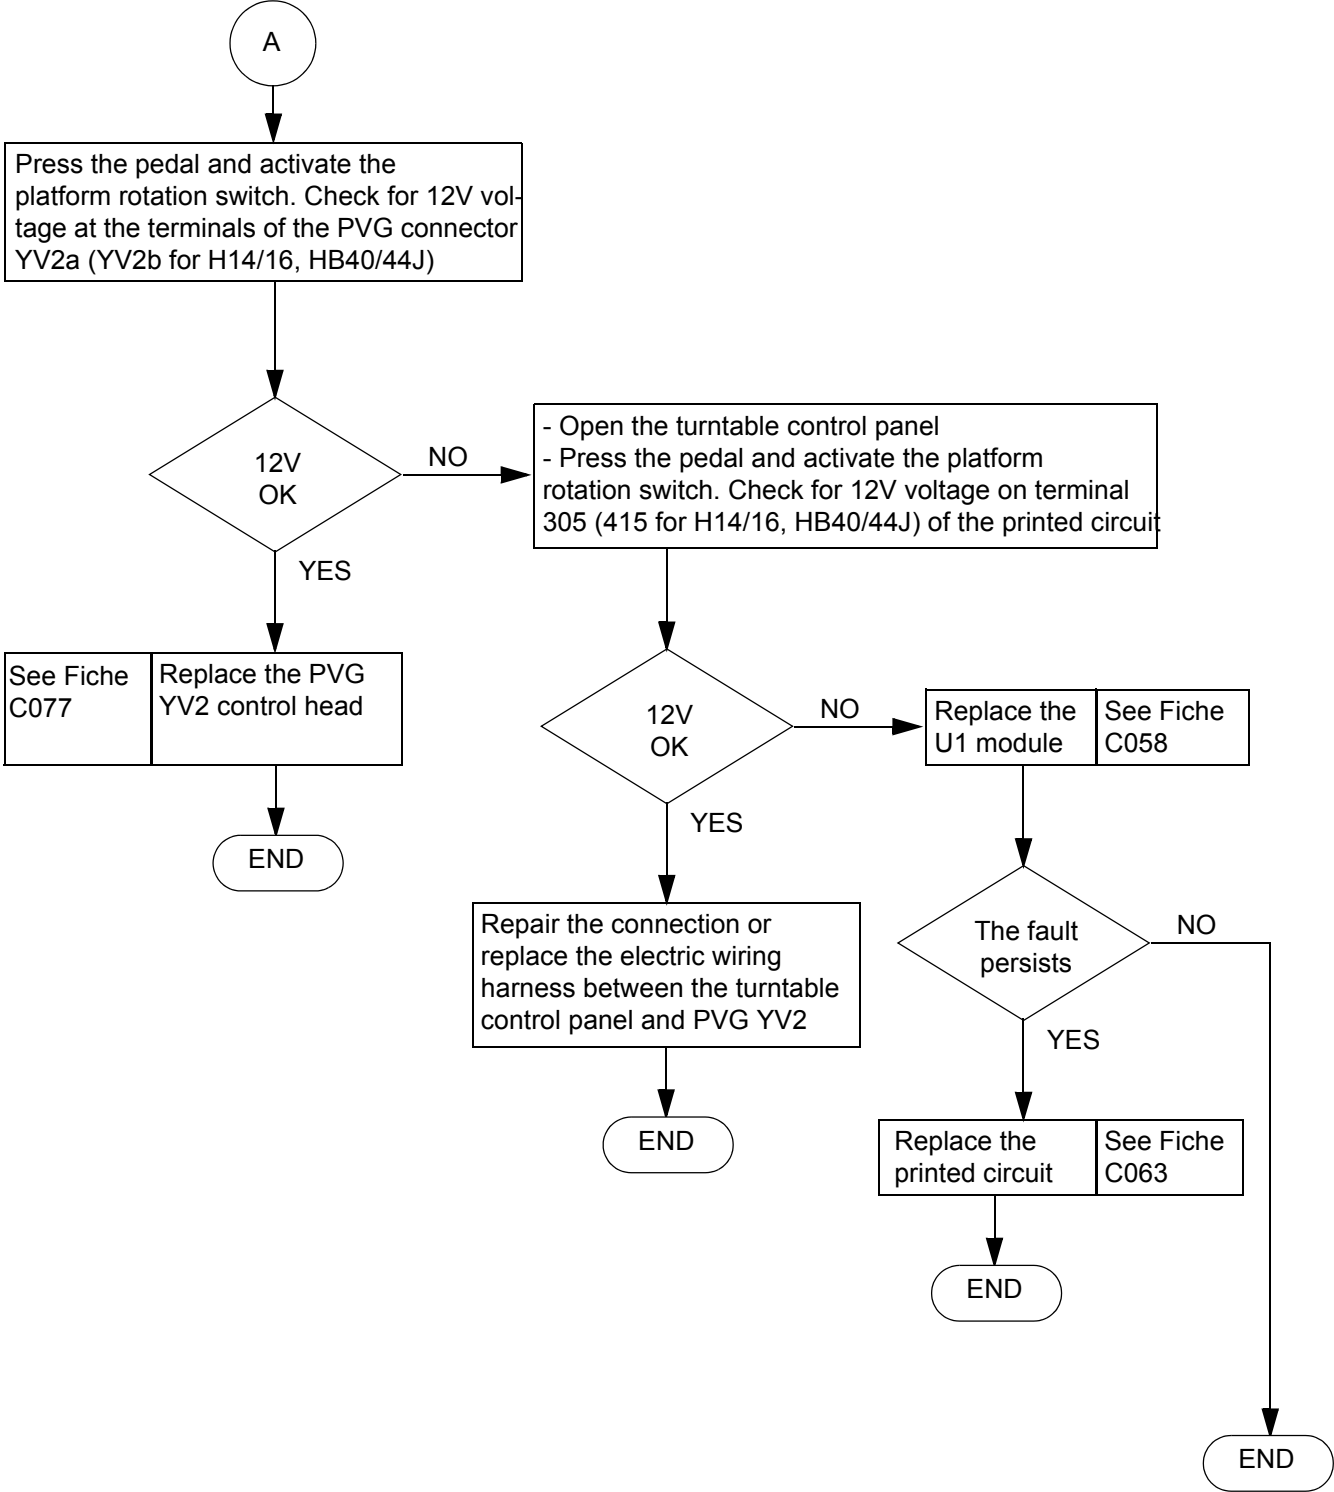 A
Press the pedal and activate the
platform rotation switch. Check for 12V vol-
tage at the terminals of the PVG connector
YV2a (YV2b for H14/16, HB40/44J)
12V
OK
NO
YES
- Open the turntable control panel
- Press the pedal and activate the platform
rotation switch. Check for 12V voltage on terminal
305 (415 for H14/16, HB40/44J) of the printed circuit
See Fiche
C077
Replace the PVG
YV2 control head
END
12V
OK
NO
YES
Replace the
U1 module
See Fiche
C058
Repair the connection or
replace the electric wiring
harness between the turntable
control panel and PVG YV2
END
The fault
persists
NO
YES
Replace the
printed circuit
See Fiche
C063
END
END